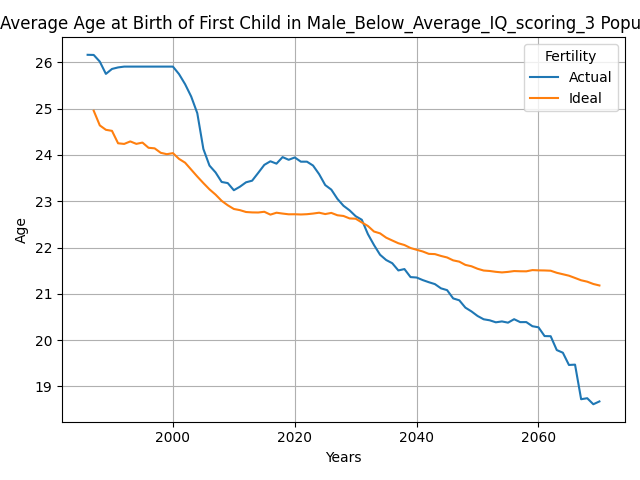 Average Age at Birth of First Child in Male_Below_Average_IQ_scoring_3 Popu
Fertility
Actual
Ideal
26
25
24
23
22
21
20
19
Age
2000 2020 2040 2060
Years